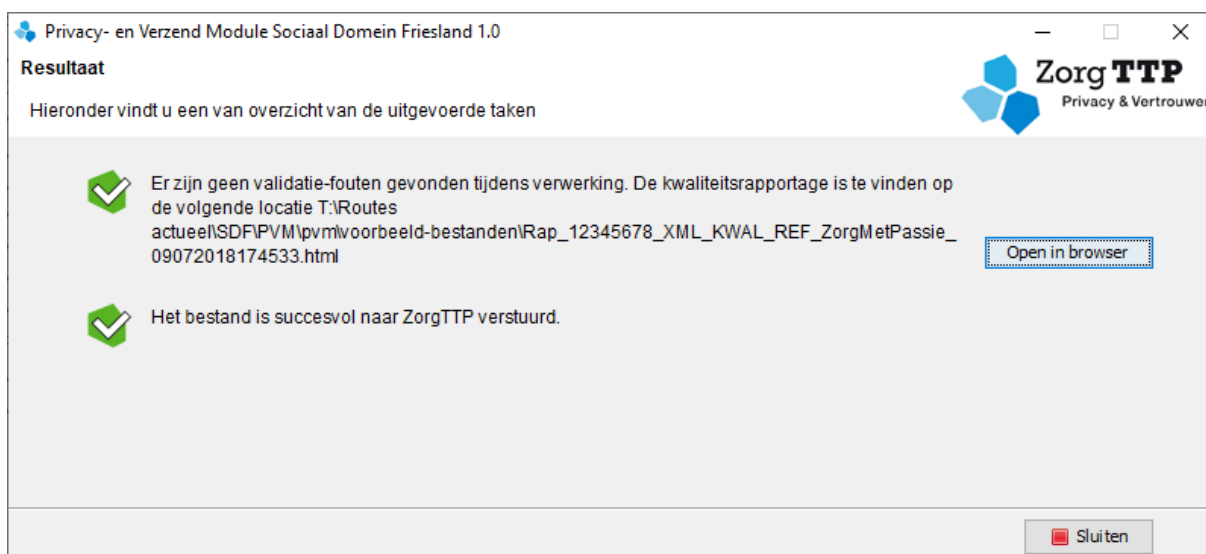 Privacy- en Verzend Module Sociaal Domein Friesland 1.0
Resultaat
Hieronder vindt u een van overzicht van de uitgevoerde taken
Zorg TTP
Privacy & Vertrouwen
Er zijn geen validatie-fouten gevonden tijdens verwerking. De kwaliteitsrapportage is te vinden op
de volgende locatie T:\Routes
actueel\SDF\PVM\pvm\voorbeeld-bestanden\Rap_12345678_XML_KWAL_REF_ZorgMetPassie_
09072018174533.html
Open in browser
Het bestand is succesvol naar ZorgTTP verstuurd.
Sluiten